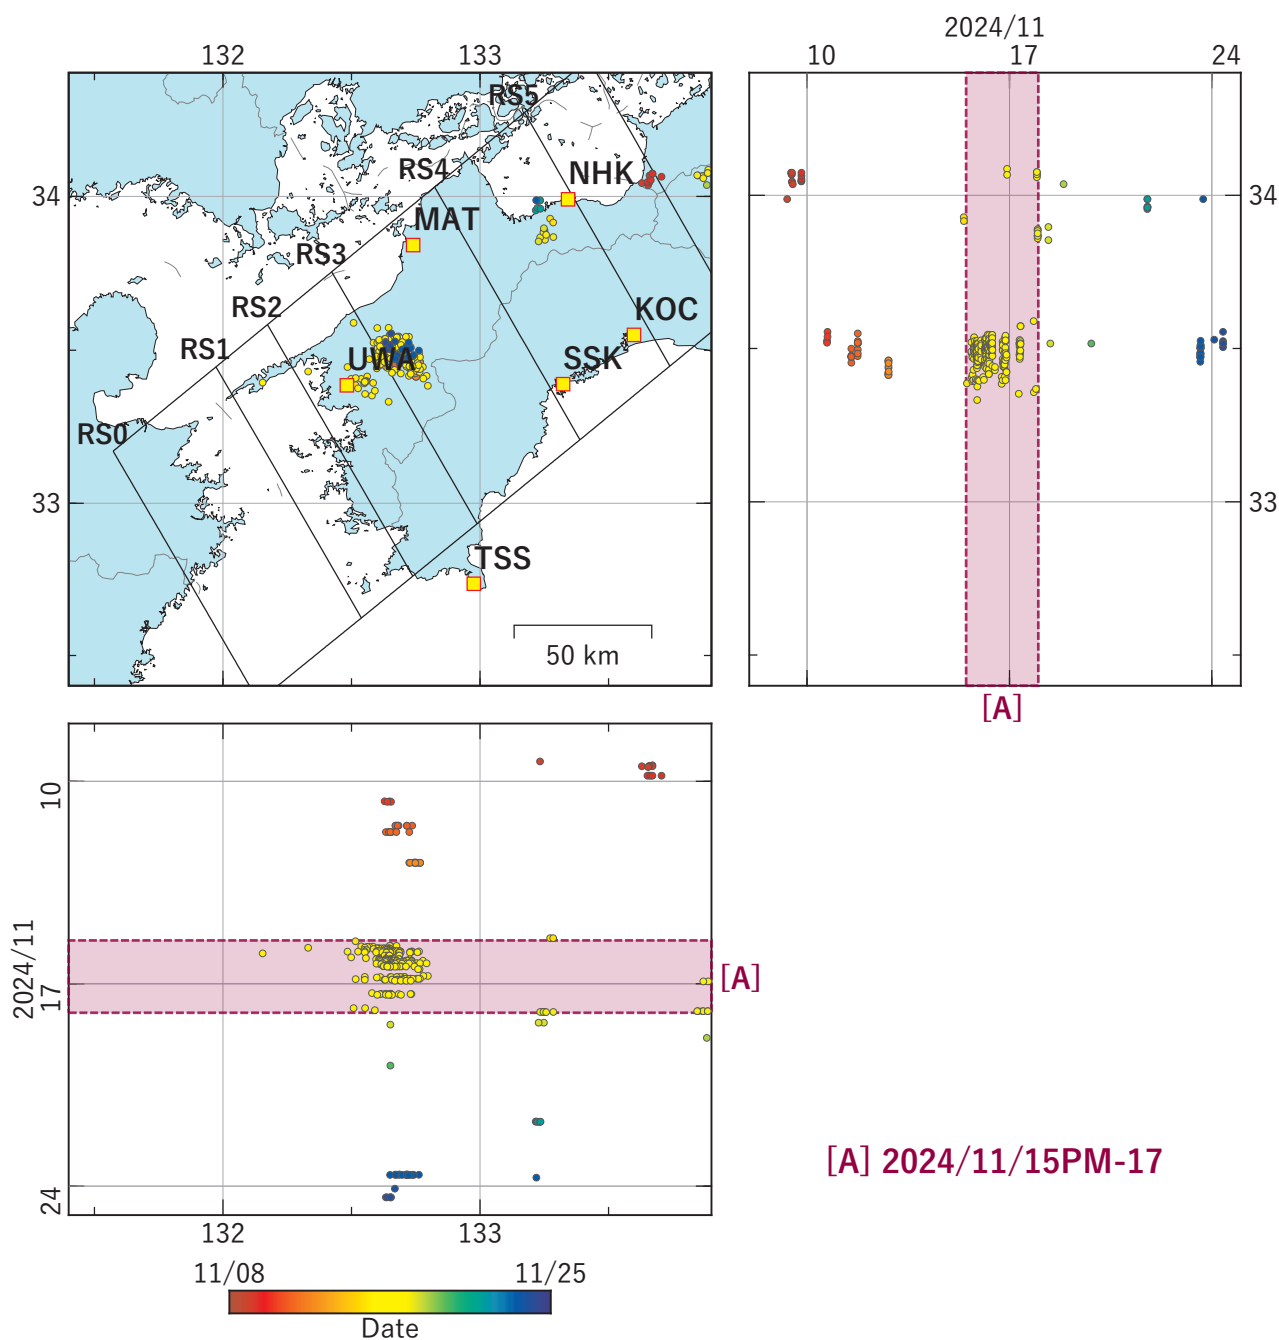 2024/11
132 133
10 17 24
RS5
RS4
NHK
34
34
MAT
RS3
RS2
KOC
RS1
UWA
SSK
RS0
33
33
TSS
50 km
[A]
10
2024/11
17
[A]
24
[A] 2024/11/15PM-17
132 133
11/08 11/25
Date